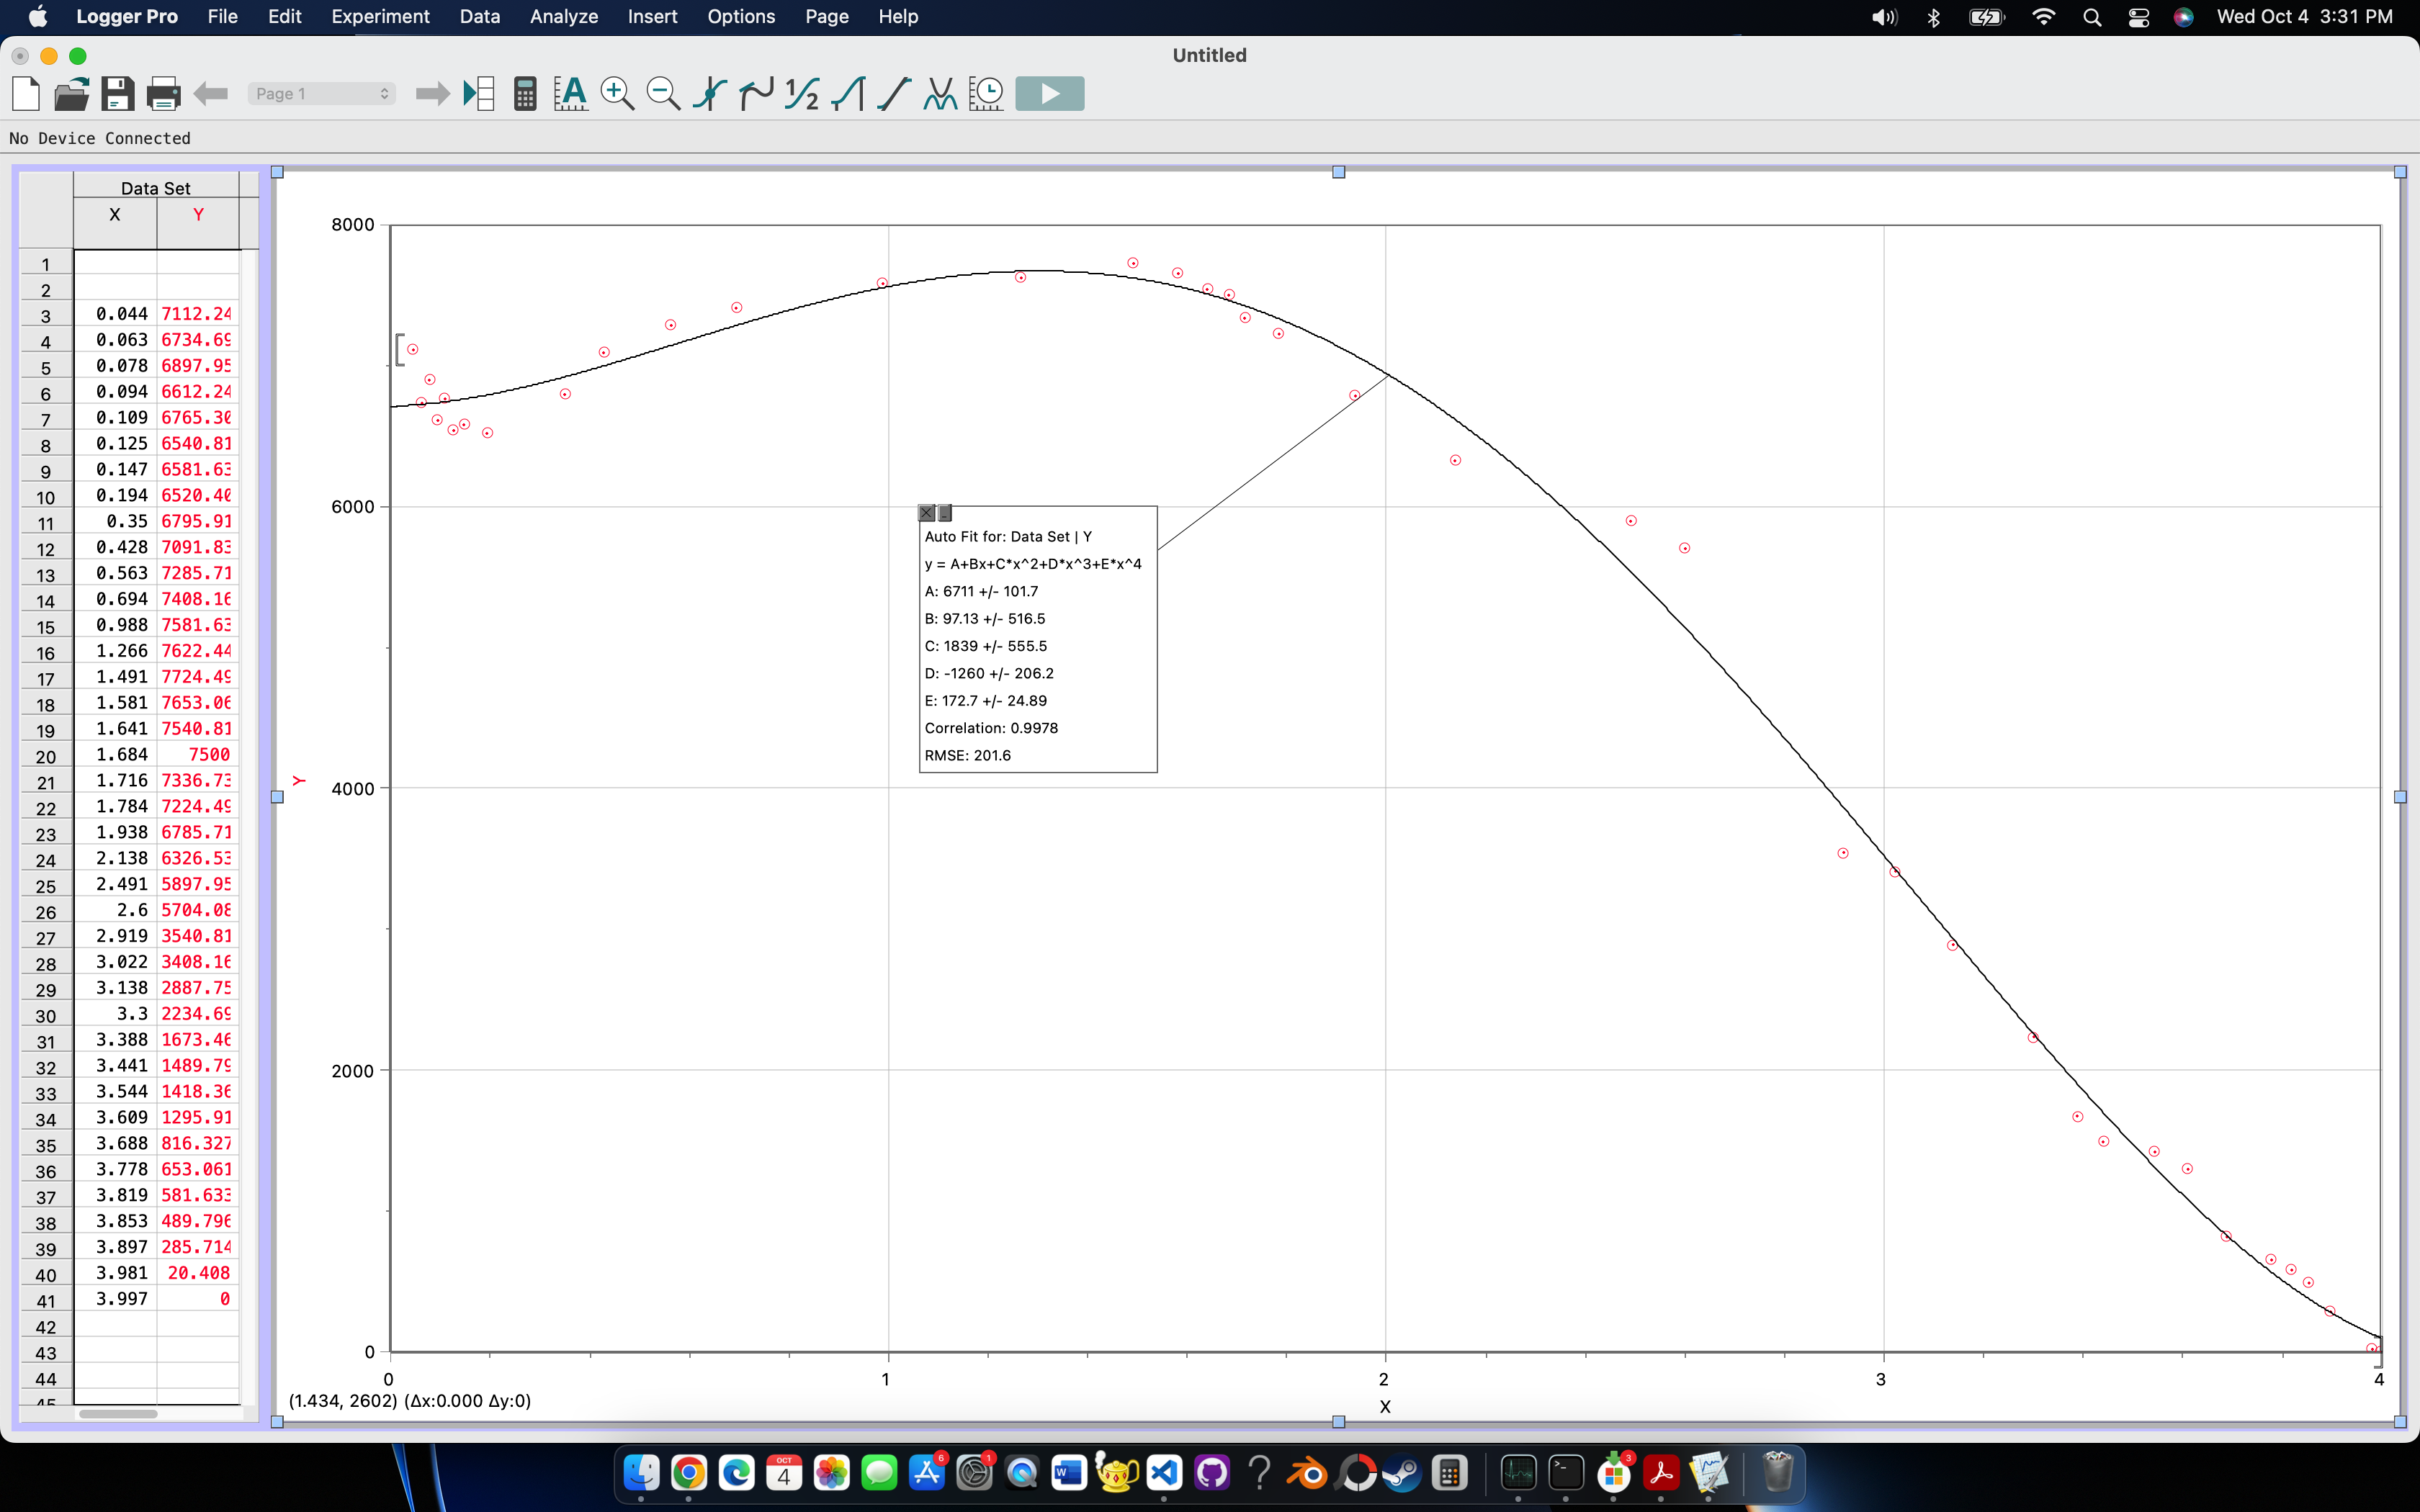 Logger Pro File Edit Experiment Data Analyze Insert Options Page Help Wed Oct 4 3:31 PM
Untitled
Page 1
No Device Connected
Data Set
X Y
1
2
3 0.044 7112.24
4 0.063 6734.69
5 0.078 6897.95
6 0.094 6612.24
7 0.109 6765.30
8 0.125 6540.81
9 0.147 6581.63
10 0.194 6520.40
11 0.35 6795.91
12 0.428 7091.83
13 0.563 7285.71
14 0.694 7408.16
15 0.988 7581.63
16 1.266 7622.44
17 1.491 7724.49
18 1.581 7653.06
19 1.641 7540.81
20 1.684 7500
21 1.716 7336.73
22 1.784 7224.49
23 1.938 6785.71
24 2.138 6326.53
25 2.491 5897.95
26 2.6 5704.08
27 2.919 3540.81
28 3.022 3408.16
29 3.138 2887.75
30 3.3 2234.69
31 3.388 1673.46
32 3.441 1489.79
33 3.544 1418.36
34 3.609 1295.91
35 3.688 816.327
36 3.778 653.061
37 3.819 581.633
38 3.853 489.796
39 3.897 285.714
40 3.981 20.408
41 3.997 0
42
43
44
45
8000
6000
4000
2000
0
Y
Auto Fit for: Data Set | Y
y = A+Bx+C*x^2+D*x^3+E*x^4
A: 6711 +/- 101.7
B: 97.13 +/- 516.5
C: 1839 +/- 555.5
D: -1260 +/- 206.2
E: 172.7 +/- 24.89
Correlation: 0.9978
RMSE: 201.6
0 1 2 3 4
(1.434, 2602) (Δx:0.000 Δy:0)
X
OCT
4
6
1
W
3